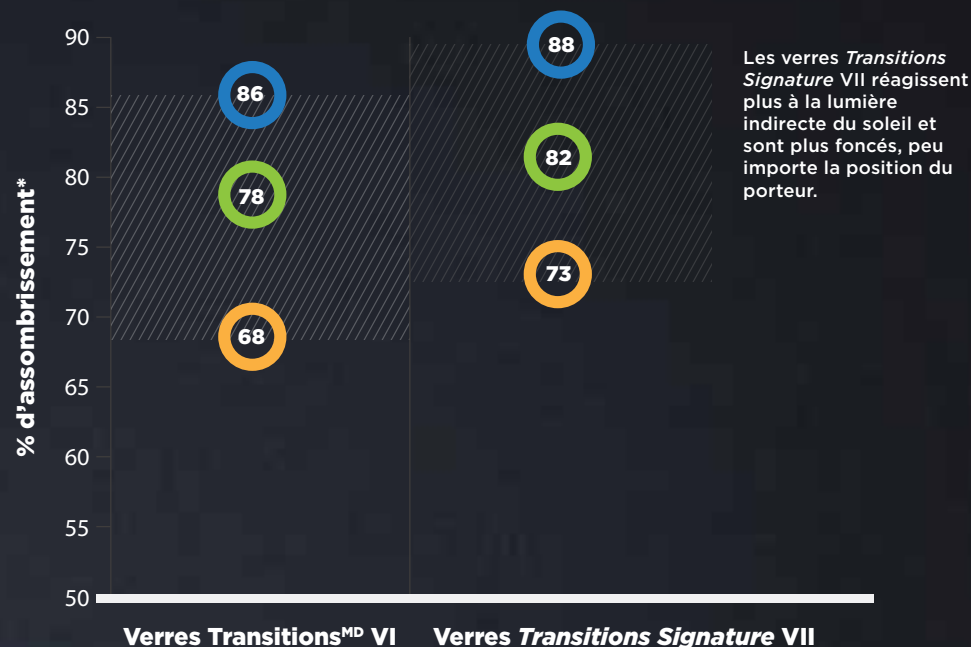 % d'assombrissement*
90
85
80
75
70
65
60
55
50
86
78
68
88
82
73
Les verres Transitions
Signature VII réagissent
plus à la lumière
indirecte du soleil et
sont plus foncés, peu
importe la position du
porteur.
Verres Transitionsᴹᴰ VI
Verres Transitions Signature VII